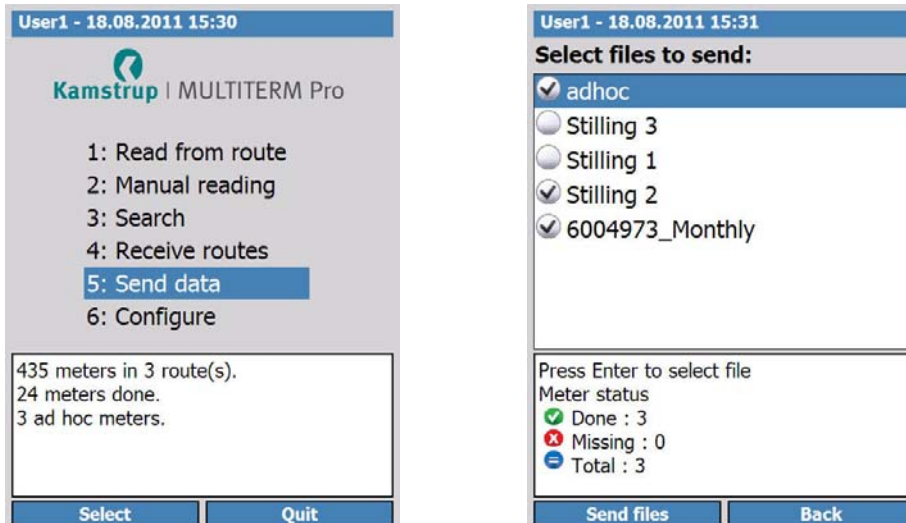 User1 - 18.08.2011 15:30
Kamstrup | MULTITERM Pro
1: Read from route
2: Manual reading
3: Search
4: Receive routes
5: Send data
6: Configure
435 meters in 3 route(s).
24 meters done.
3 ad hoc meters.
Select Quit
User1 - 18.08.2011 15:31
Select files to send:
adhoc
Stilling 3
Stilling 1
Stilling 2
6004973_Monthly
Press Enter to select file
Meter status
Done : 3
Missing : 0
Total : 3
Send files Back